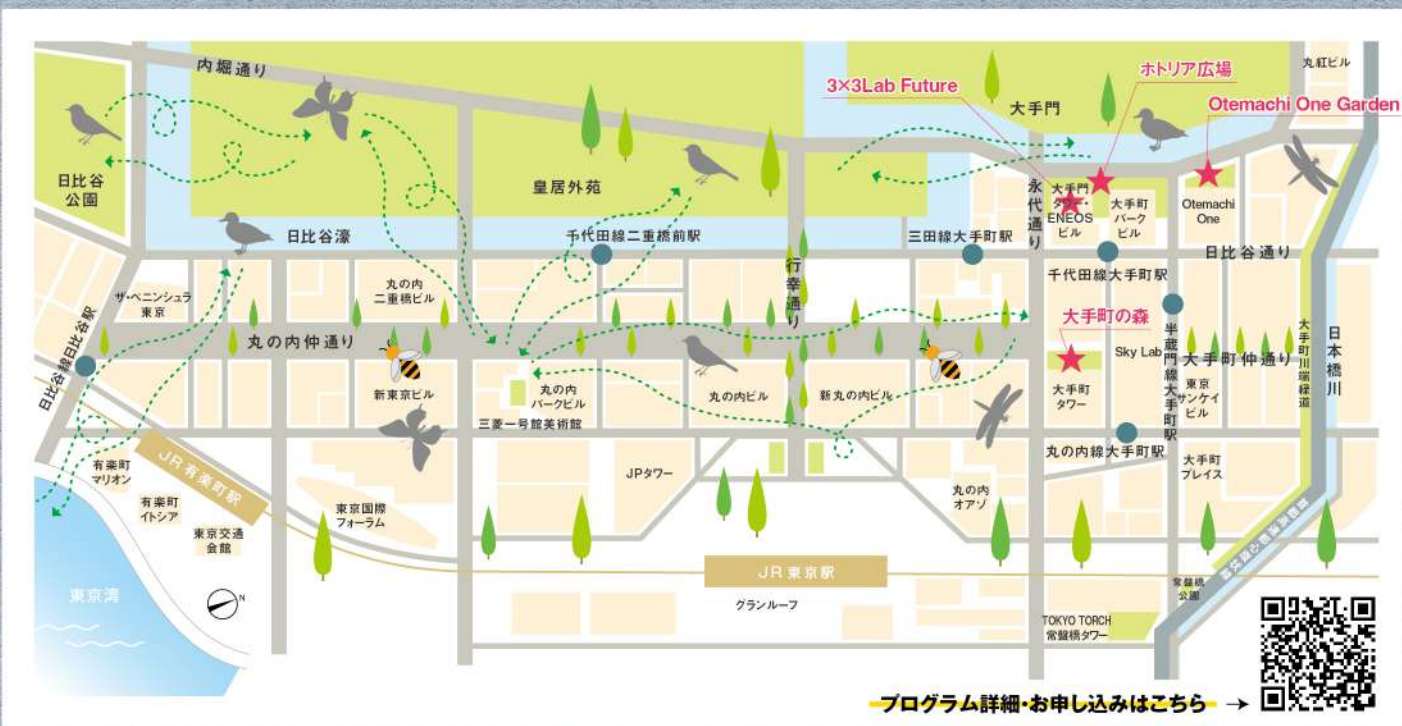 内堀通り
3×3Lab Future
ホトリア広場
丸紅ビル
大手門
Otemachi One Garden
日比谷
公園
皇居外苑
永代通り
大手門
タワー・
ENEOS
ビル
大手町
パーク
ビル
Otemachi
One
日比谷濠
千代田線二重橋前駅
三田線大手町駅
日比谷通り
行幸通り
千代田線大手町駅
ザ・ペニンシュラ
東京
丸の内
二重橋ビル
日比谷線日比谷駅
丸の内仲通り
大手町の森
Sky Lab
半蔵門線大手町駅
大手町仲通り
大手町川端緑道
日本橋川
新東京ビル
丸の内
パークビル
三菱一号館美術館
丸の内ビル
新丸の内ビル
大手町
タワー
東京
サンケイ
ビル
丸の内線大手町駅
有楽町
マリオン
JR有楽町駅
有楽町
イトシア
東京交通
会館
東京国際
フォーラム
JPタワー
丸の内
オアゾ
大手町
プレイス
首都高速都心環状線
JR東京駅
グランルーフ
東京湾
N
常盤橋
公園
TOKYO TORCH
常盤橋タワー
プログラム詳細・お申し込みはこちら →